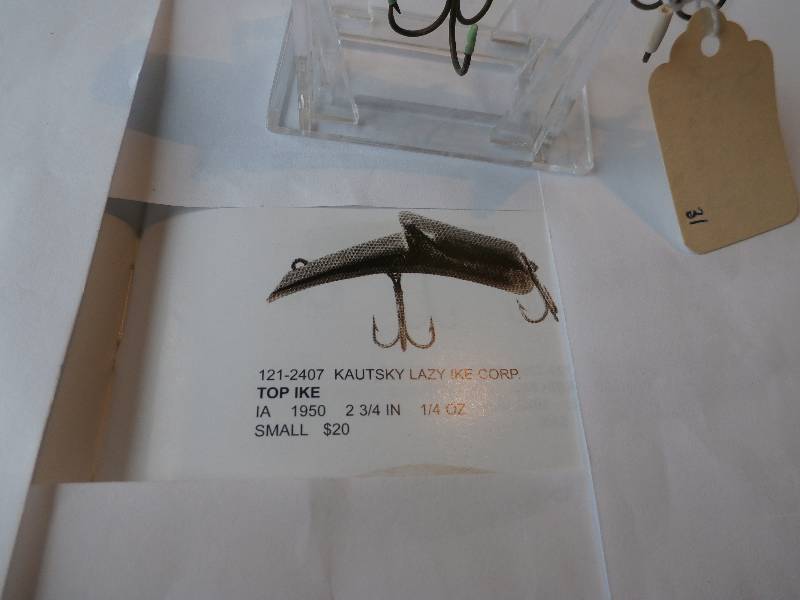 31
121-2407 KAUTSKY LAZY IKE CORP.
TOP IKE
IA 1950 2 3/4 IN 1/4 OZ
SMALL $20